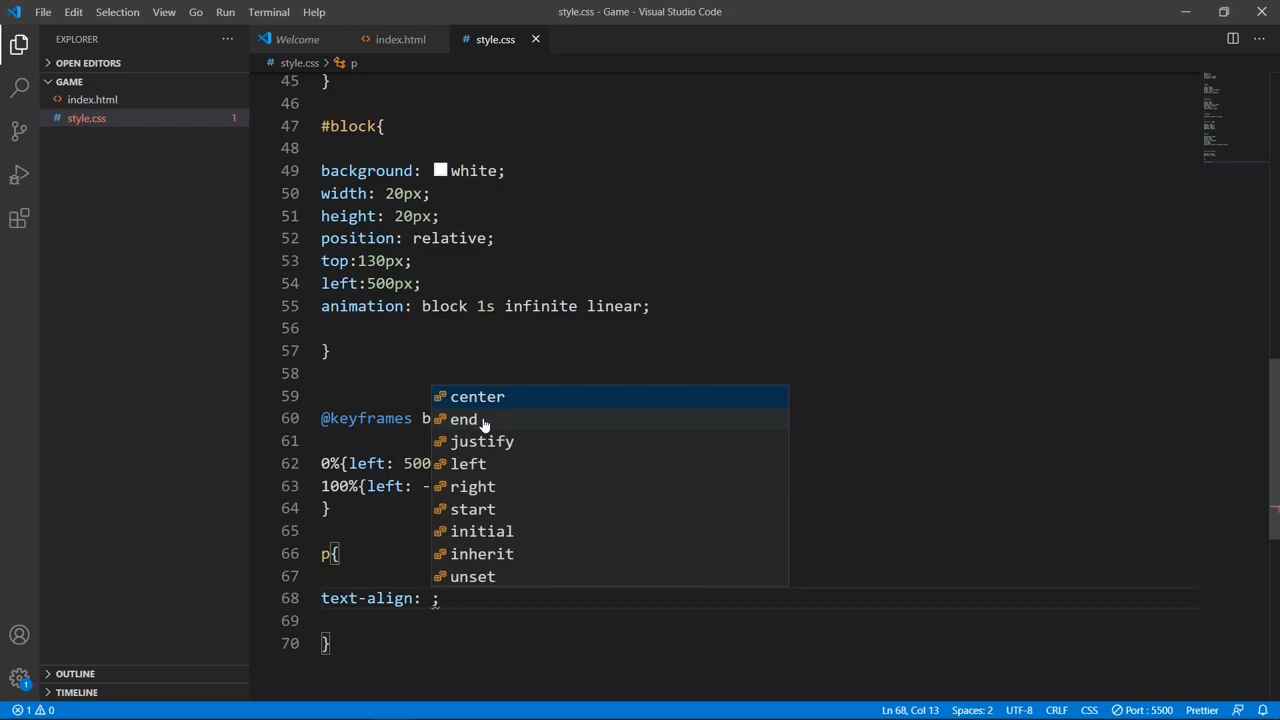 File Edit Selection View Go Run Terminal Help
style.css - Game - Visual Studio Code
EXPLORER
OPEN EDITORS
GAME
index.html
style.css 1
OUTLINE
TIMELINE
Welcome index.html style.css
style.css > p
45 }
46
47 #block{
48
49 background: white;
50 width: 20px;
51 height: 20px;
52 position: relative;
53 top:130px;
54 left:500px;
55 animation: block 1s infinite linear;
56
57 }
58
59
60 @keyframes b
61
62 0%{left: 500
63 100%{left: -
64 }
65
66 p{
67
68 text-align: ;
69
70 }
center
end
justify
left
right
start
initial
inherit
unset
1
1 0
Ln 68, Col 13 Spaces: 2 UTF-8 CRLF CSS Port : 5500 Prettier